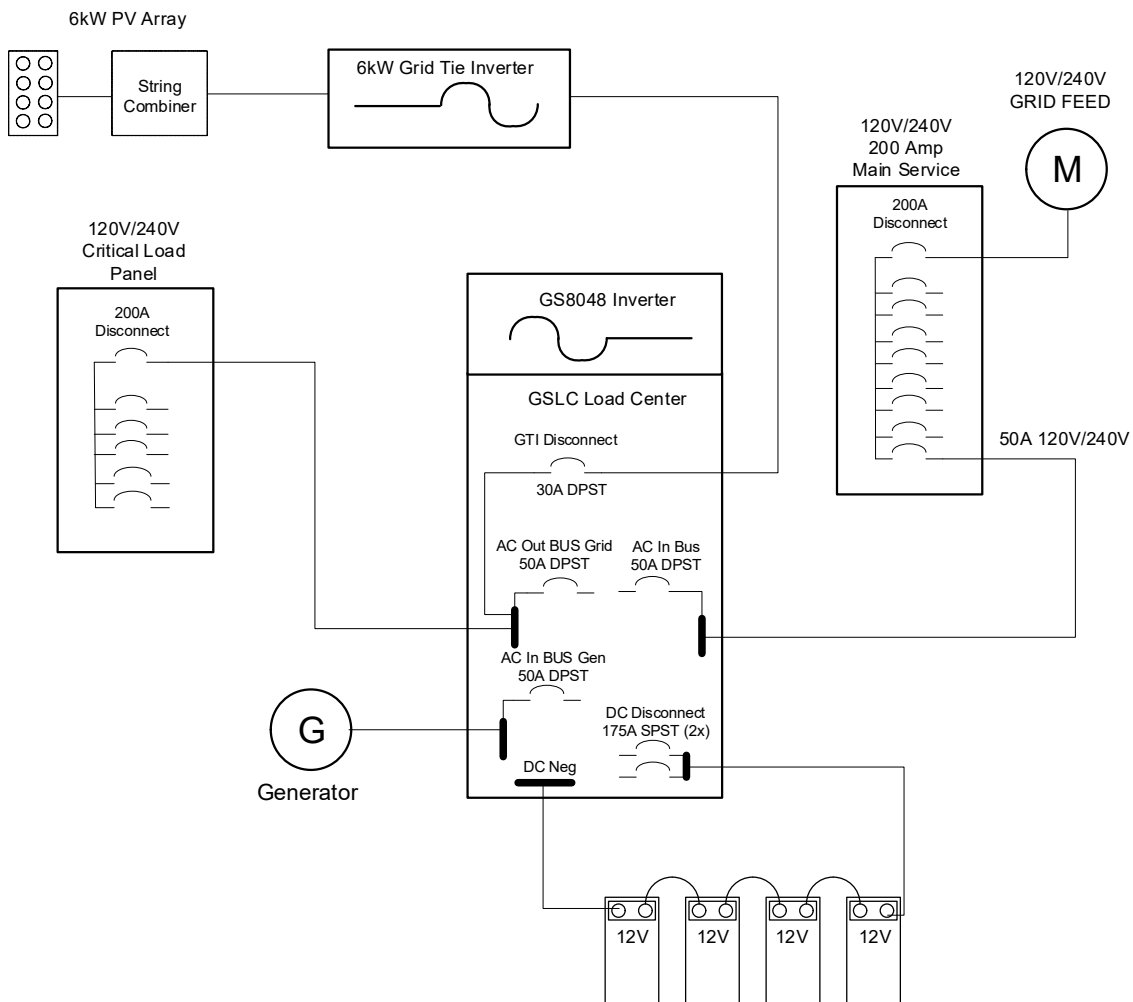 6kW PV Array
String
Combiner
6kW Grid Tie Inverter
120V/240V
GRID FEED
M
120V/240V
200 Amp
Main Service
200A
Disconnect
50A 120V/240V
120V/240V
Critical Load
Panel
200A
Disconnect
GS8048 Inverter
GSLC Load Center
GTI Disconnect
30A DPST
AC Out BUS Grid
50A DPST
AC In Bus
50A DPST
AC In BUS Gen
50A DPST
G
Generator
DC Disconnect
175A SPST (2x)
DC Neg
12V
12V
12V
12V